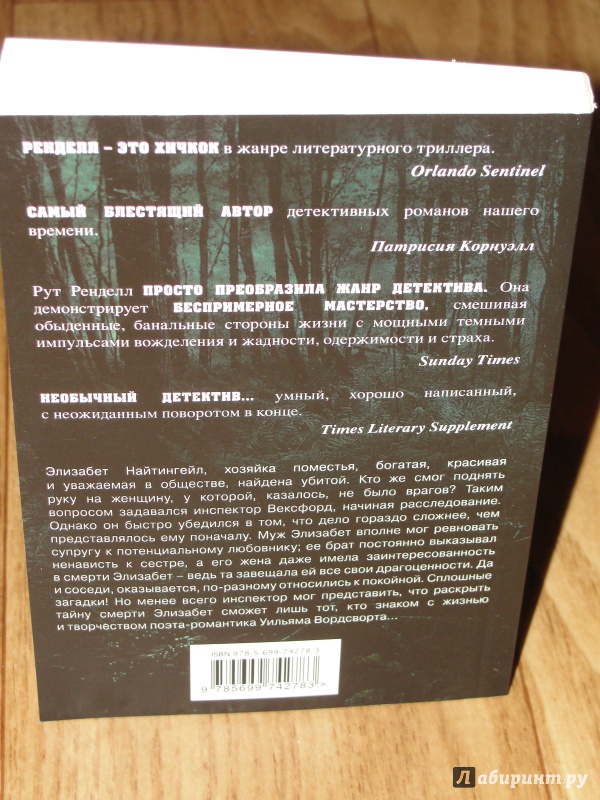 РЕНДЕЛЛ – ЭТО ХИЧКОК в жанре литературного триллера.
Orlando Sentinel
САМЫЙ БЛЕСТЯЩИЙ АВТОР детективных романов нашего
времени.
Патрисия Корнуэлл
Рут Ренделл ПРОСТО ПРЕОБРАЗИЛА ЖАНР ДЕТЕКТИВА. Она
демонстрирует БЕСПРИМЕРНОЕ МАСТЕРСТВО, смешивая
обыденные, банальные стороны жизни с мощными темными
импульсами вожделения и жадности, одержимости и страха.
Sunday Times
НЕОБЫЧНЫЙ ДЕТЕКТИВ... умный, хорошо написанный,
с неожиданным поворотом в конце.
Times Literary Supplement
Элизабет Найтингейл, хозяйка поместья, богатая, красивая
и уважаемая в обществе, найдена убитой. Кто же смог поднять
руку на женщину, у которой, казалось, не было врагов? Таким
вопросом задавался инспектор Вексфорд, начиная расследование.
Однако он быстро убедился в том, что дело гораздо сложнее, чем
представлялось ему поначалу. Муж Элизабет вполне мог ревновать
супругу к потенциальному любовнику; ее брат постоянно выказывал
ненависть к сестре, а его жена даже имела заинтересованность
в смерти Элизабет – ведь та завещала ей все свои драгоценности. Да
и соседи, оказывается, по-разному относились к покойной. Сплошные
загадки! Но менее всего инспектор мог представить, что раскрыть
тайну смерти Элизабет сможет лишь тот, кто знаком с жизнью
и творчеством поэта-романтика Уильяма Вордсворта...
ISBN 978-5-699-74278-3
9 785699 742783 >
Лабиринт.ру